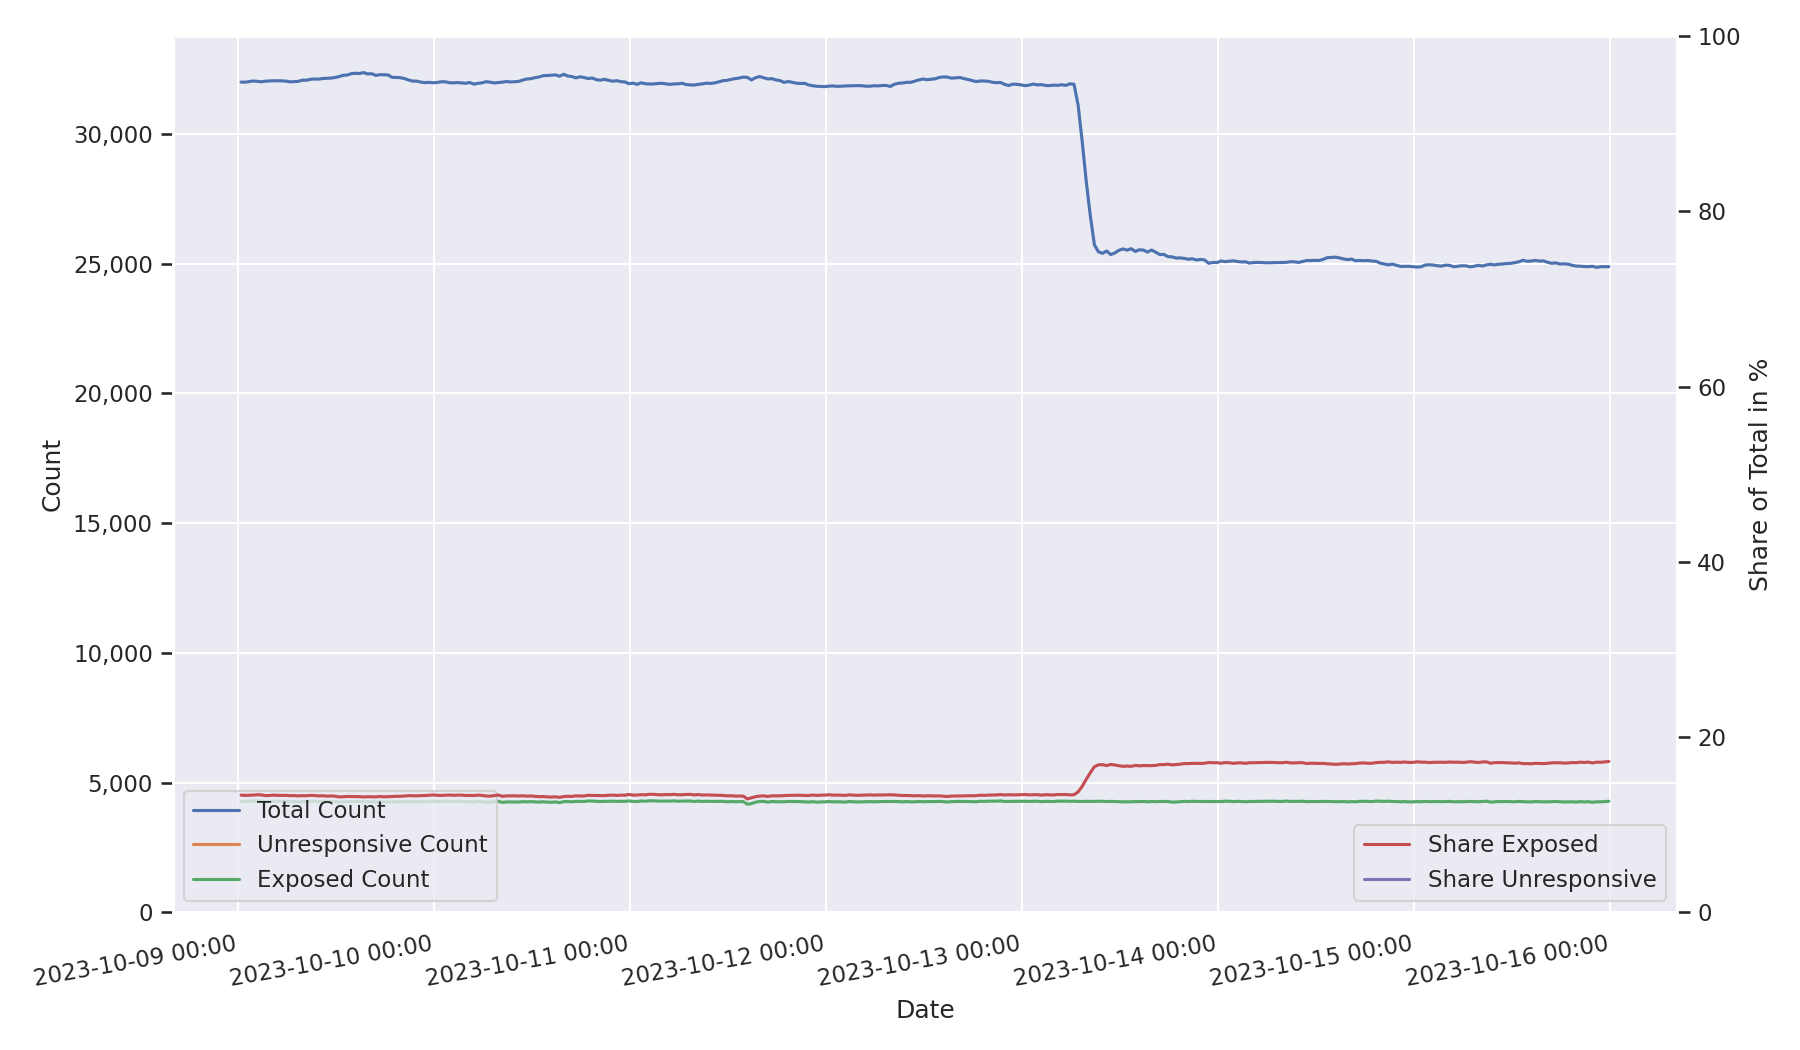 100
80
60
40
20
0
Share of Total in %
30,000
25,000
20,000
15,000
10,000
5,000
0
Count
Total Count
Unresponsive Count
Exposed Count
Share Exposed
Share Unresponsive
2023-10-09 00:00
2023-10-10 00:00
2023-10-11 00:00
2023-10-12 00:00
2023-10-13 00:00
2023-10-14 00:00
2023-10-15 00:00
2023-10-16 00:00
Date